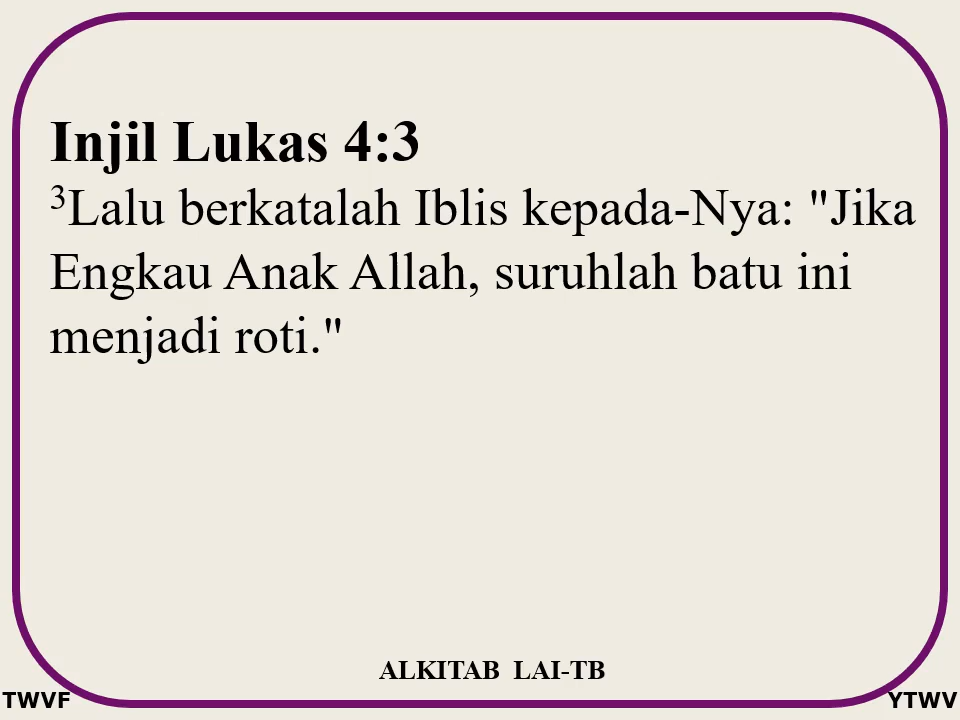 Injil Lukas 4:3
³Lalu berkatalah Iblis kepada-Nya: "Jika
Engkau Anak Allah, suruhlah batu ini
menjadi roti."
ALKITAB LAI-TB
TWVF
YTWV